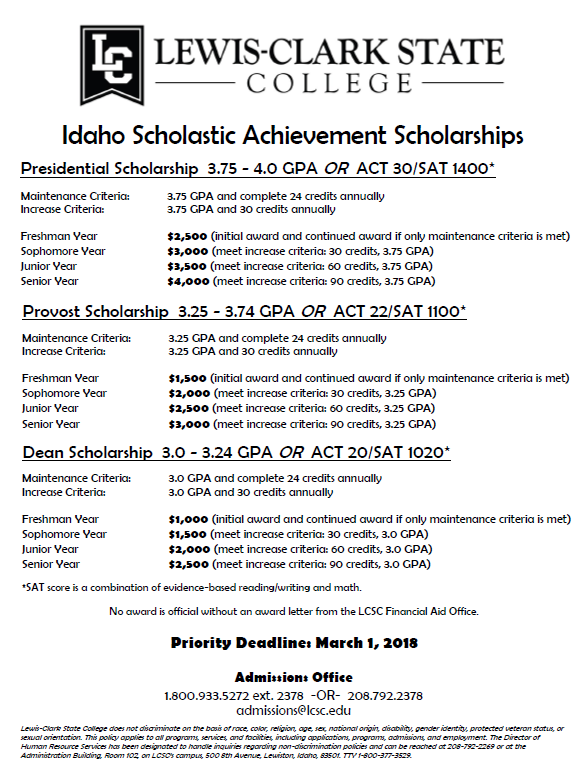 LC
LEWIS-CLARK STATE
COLLEGE
Idaho Scholastic Achievement Scholarships
Presidential Scholarship 3.75 - 4.0 GPA OR ACT 30/SAT 1400*
Maintenance Criteria: 3.75 GPA and complete 24 credits annually
Increase Criteria: 3.75 GPA and 30 credits annually
Freshman Year $2,500 (initial award and continued award if only maintenance criteria is met)
Sophomore Year $3,000 (meet increase criteria: 30 credits, 3.75 GPA)
Junior Year $3,500 (meet increase criteria: 60 credits, 3.75 GPA)
Senior Year $4,000 (meet increase criteria: 90 credits, 3.75 GPA)
Provost Scholarship 3.25 - 3.74 GPA OR ACT 22/SAT 1100*
Maintenance Criteria: 3.25 GPA and complete 24 credits annually
Increase Criteria: 3.25 GPA and 30 credits annually
Freshman Year $1,500 (initial award and continued award if only maintenance criteria is met)
Sophomore Year $2,000 (meet increase criteria: 30 credits, 3.25 GPA)
Junior Year $2,500 (meet increase criteria: 60 credits, 3.25 GPA)
Senior Year $3,000 (meet increase criteria: 90 credits, 3.25 GPA)
Dean Scholarship 3.0 - 3.24 GPA OR ACT 20/SAT 1020*
Maintenance Criteria: 3.0 GPA and complete 24 credits annually
Increase Criteria: 3.0 GPA and 30 credits annually
Freshman Year $1,000 (initial award and continued award if only maintenance criteria is met)
Sophomore Year $1,500 (meet increase criteria: 30 credits, 3.0 GPA)
Junior Year $2,000 (meet increase criteria: 60 credits, 3.0 GPA)
Senior Year $2,500 (meet increase criteria: 90 credits, 3.0 GPA)
*SAT score is a combination of evidence-based reading/writing and math.
No award is official without an award letter from the LCSC Financial Aid Office.
Priority Deadline: March 1, 2018
Admissions Office
1.800.933.5272 ext. 2378 -OR- 208.792.2378
admissions@lcsc.edu
Lewis-Clark State College does not discriminate on the basis of race, color, religion, age, sex, national origin, disability, gender identity, protected veteran status, or
sexual orientation. This policy applies to all programs, services, and facilities, including applications, programs, admissions, and employment. The Director of
Human Resource Services has been designated to handle inquiries regarding non-discrimination policies and can be reached at 208-792-2269 or at the
Administration Building, Room 102, on LCSC's campus, 500 8th Avenue, Lewiston, Idaho, 83501. TTV 1-800-377-3529.